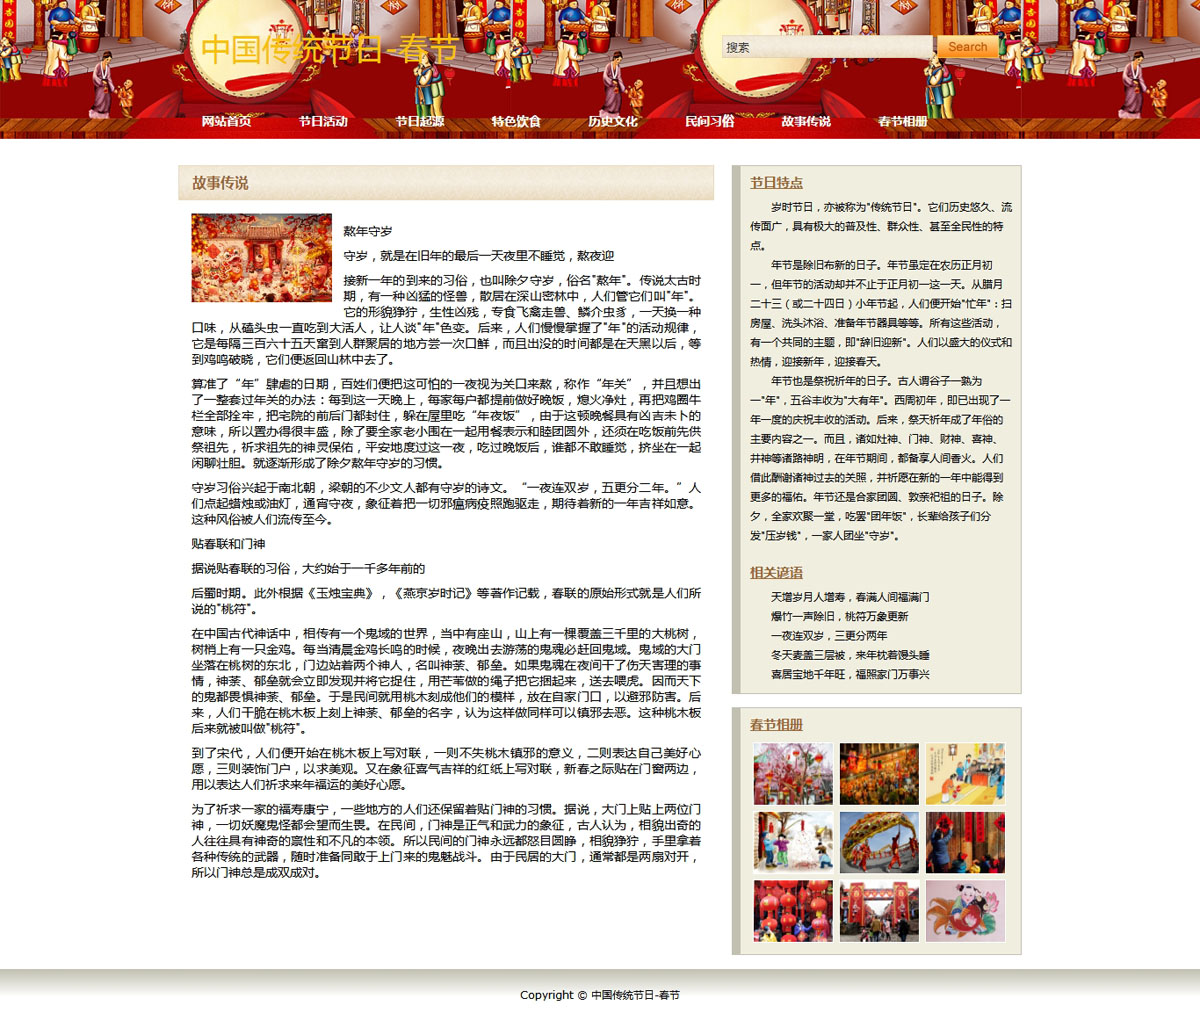 中国传统节日-春节
搜索
Search
网站首页
节日活动
节日起源
特色饮食
历史文化
民间习俗
故事传说
春节相册
故事传说
熬年守岁
守岁，就是在旧年的最后一天夜里不睡觉，熬夜迎
接新一年的到来的习俗，也叫除夕守岁，俗名"熬年"。传说太古时
期，有一种凶猛的怪兽，散居在深山密林中，人们管它们叫"年"。
它的形貌狰狞，生性凶残，专食飞禽走兽、鳞介虫豸，一天换一种
口味，从磕头虫一直吃到大活人，让人谈"年"色变。后来，人们慢慢掌握了"年"的活动规律，
它是每隔三百六十五天窜到人群聚居的地方尝一次口鲜，而且出没的时间都是在天黑以后，等
到鸡鸣破晓，它们便返回山林中去了。
算准了“年”肆虐的日期，百姓们便把这可怕的一夜视为关口来熬，称作“年关”，并且想出
了一整套过年关的办法：每到这一天晚上，每家每户都提前做好晚饭，熄火净灶，再把鸡圈牛
栏全部拴牢，把宅院的前后门都封住，躲在屋里吃“年夜饭”，由于这顿晚餐具有凶吉未卜的
意味，所以置办得很丰盛，除了要全家老小围在一起用餐表示和睦团圆外，还须在吃饭前先供
祭祖先，祈求祖先的神灵保佑，平安地度过这一夜，吃过晚饭后，谁都不敢睡觉，挤坐在一起
闲聊壮胆。就逐渐形成了除夕熬年守岁的习惯。
守岁习俗兴起于南北朝，梁朝的不少文人都有守岁的诗文。“一夜连双岁，五更分二年。”人
们点起蜡烛或油灯，通宵守夜，象征着把一切邪瘟病疫照跑驱走，期待着新的一年吉祥如意。
这种风俗被人们流传至今。
贴春联和门神
据说贴春联的习俗，大约始于一千多年前的
后蜀时期。此外根据《玉烛宝典》，《燕京岁时记》等著作记载，春联的原始形式就是人们所
说的"桃符"。
在中国古代神话中，相传有一个鬼域的世界，当中有座山，山上有一棵覆盖三千里的大桃树，
树梢上有一只金鸡。每当清晨金鸡长鸣的时候，夜晚出去游荡的鬼魂必赶回鬼域。鬼域的大门
坐落在桃树的东北，门边站着两个神人，名叫神荼、郁垒。如果鬼魂在夜间干了伤天害理的事
情，神荼、郁垒就会立即发现并将它捉住，用芒苇做的绳子把它捆起来，送去喂虎。因而天下
的鬼都畏惧神荼、郁垒。于是民间就用桃木刻成他们的模样，放在自家门口，以避邪防害。后
来，人们干脆在桃木板上刻上神荼、郁垒的名字，认为这样做同样可以镇邪去恶。这种桃木板
后来就被叫做"桃符"。
到了宋代，人们便开始在桃木板上写对联，一则不失桃木镇邪的意义，二则表达自己美好心
愿，三则装饰门户，以求美观。又在象征喜气吉祥的红纸上写对联，新春之际贴在门窗两边，
用以表达人们祈求来年福运的美好心愿。
为了祈求一家的福寿康宁，一些地方的人们还保留着贴门神的习惯。据说，大门上贴上两位门
神，一切妖魔鬼怪都会望而生畏。在民间，门神是正气和武力的象征，古人认为，相貌出奇的
人往往具有神奇的禀性和不凡的本领。所以民间的门神永远都怒目圆睁，相貌狰狞，手里拿着
各种传统的武器，随时准备同敢于上门来的鬼魅战斗。由于民居的大门，通常都是两扇对开，
所以门神总是成双成对。
节日特点
岁时节日，亦被称为"传统节日"。它们历史悠久、流
传面广，具有极大的普及性、群众性、甚至全民性的特
点。
年节是除旧布新的日子。年节虽定在农历正月初
一，但年节的活动却并不止于正月初一这一天。从腊月
二十三（或二十四日）小年节起，人们便开始"忙年"：扫
房屋、洗头沐浴、准备年节器具等等。所有这些活动，
有一个共同的主题，即"辞旧迎新"。人们以盛大的仪式和
热情，迎接新年，迎接春天。
年节也是祭祝祈年的日子。古人谓谷子一熟为
一"年"，五谷丰收为"大有年"。西周初年，即已出现了一
年一度的庆祝丰收的活动。后来，祭天祈年成了年俗的
主要内容之一。而且，诸如灶神、门神、财神、喜神、
井神等诸路神明，在年节期间，都备享人间香火。人们
借此酬谢诸神过去的关照，并祈愿在新的一年中能得到
更多的福佑。年节还是合家团圆、敦亲祀祖的日子。除
夕，全家欢聚一堂，吃罢"团年饭"，长辈给孩子们分
发"压岁钱"，一家人团坐"守岁"。
相关谚语
天增岁月人增寿，春满人间福满门
爆竹一声除旧，桃符万象更新
一夜连双岁，三更分两年
冬天麦盖三层被，来年枕着馒头睡
喜居宝地千年旺，福照家门万事兴
春节相册
Copyright © 中国传统节日-春节